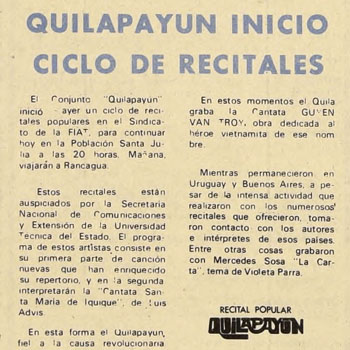 QUILAPAYUN INICIO
CICLO DE RECITALES
El Conjunto "Quilapayun"
inició ayer un ciclo de reci-
tales populares en el Sindica-
to de la FIAT, para continuar
hoy en la Población Santa Ju-
lia a las 20 horas. Mañana,
viajarán a Rancagua.
Estos recitales están
auspiciados por la Secretaría
Nacional de Comunicaciones
y Extensión de la Universidad
Técnica del Estado. El progra-
ma de estos artistas consiste en
su primera parte de canción
nuevas que han enriquecido
su repertorio, y en la segunda
interpretarán la "Cantata San-
ta María de Iquique", de Luis
Advis.
En esta forma el Quilapayun,
fiel a la causa revolucionaria
En estos momentos el Quila
graba la Cantata GUYEN
VAN TROY, obra dedicada al
héroe vietnamita de ese nom
bre.
Mientras permanecieron en
Uruguay y Buenos Aires, a pe-
sar de la intensa actividad que
realizaron con los numerosos
recitales que ofrecieron, toma-
ron contacto con los autores
e intérpretes de esos países.
Entre otras cosas grabaron
con Mercedes Sosa "La Car-
ta", tema de Violeta Parra.
RECITAL POPULAR
QUILAPAYUN